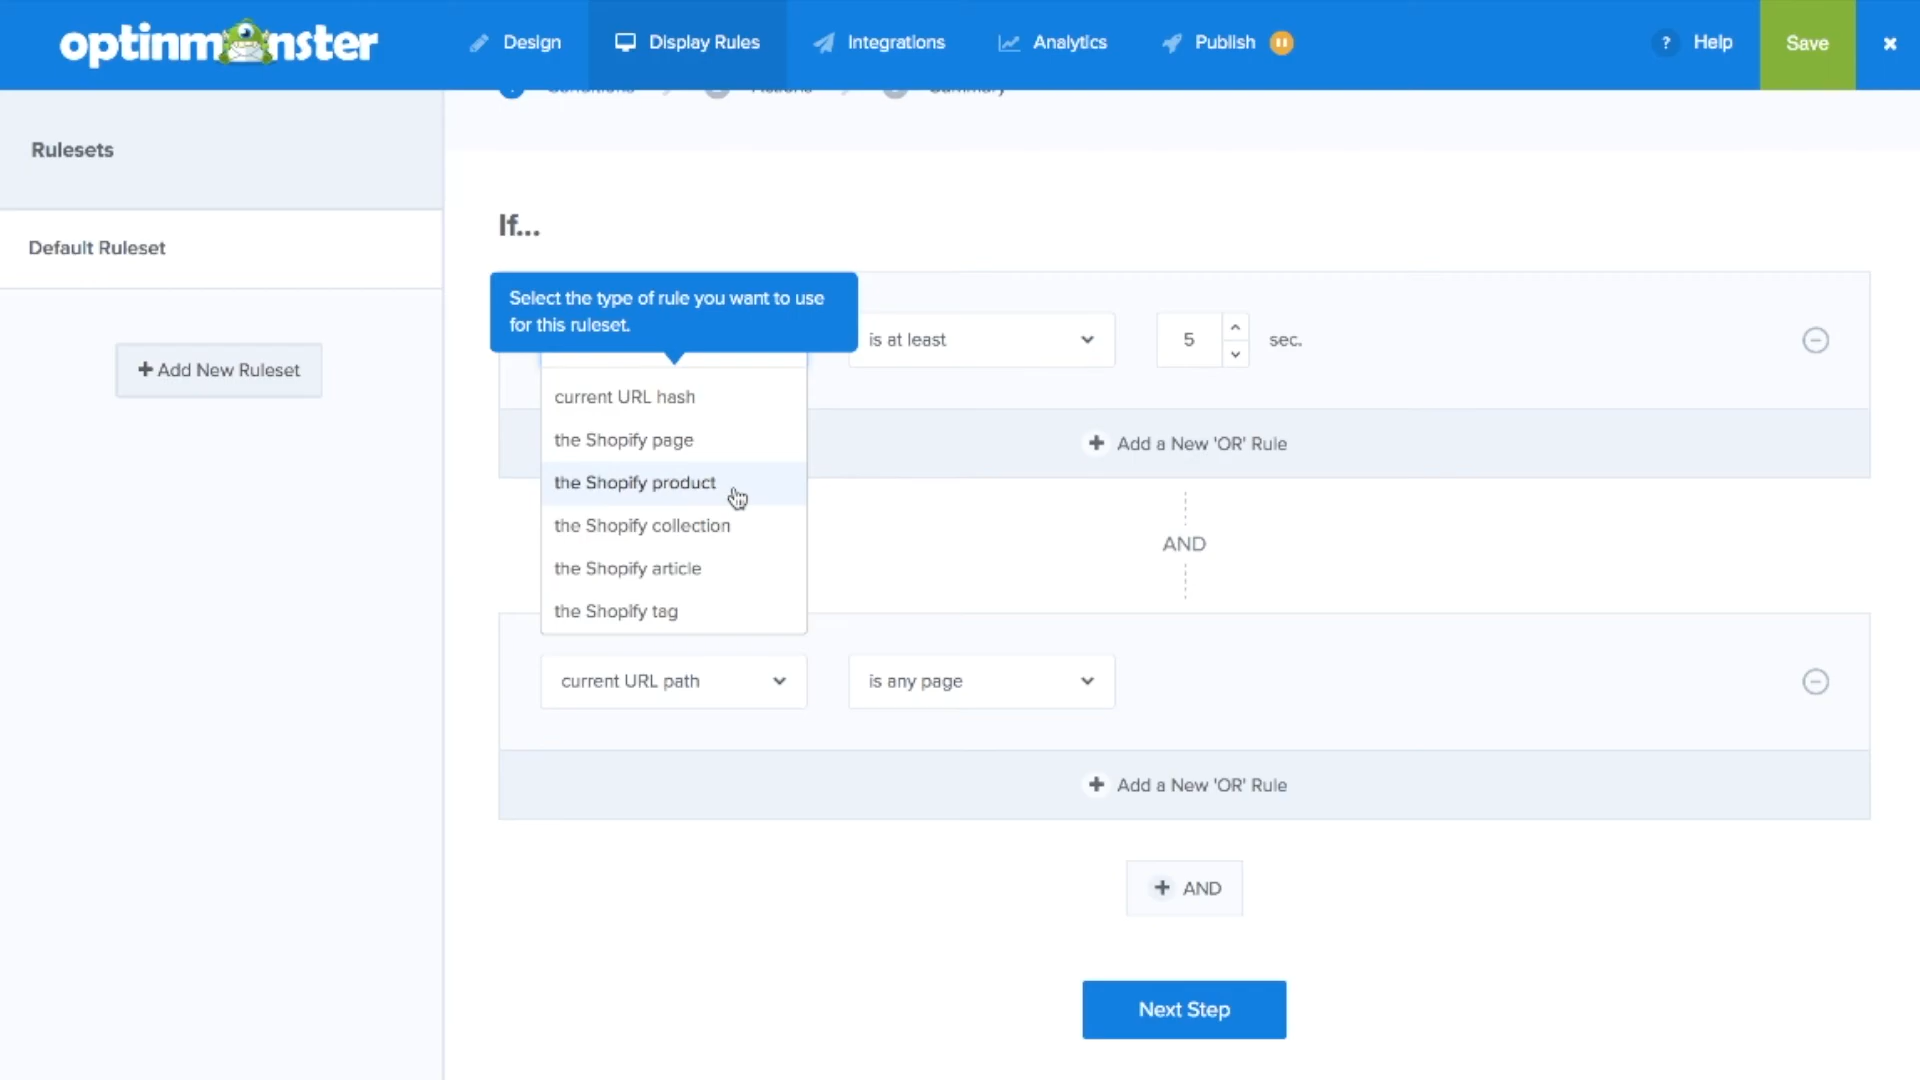 optinmonster
Design
Display Rules
Integrations
Analytics
Publish
? Help
Save
Conditions
Actions
Summary
Rulesets
Default Ruleset
+ Add New Ruleset
If...
Select the type of rule you want to use
for this ruleset.
is at least
5
sec.
current URL hash
the Shopify page
the Shopify product
the Shopify collection
the Shopify article
the Shopify tag
+ Add a New 'OR' Rule
AND
current URL path
is any page
+ Add a New 'OR' Rule
+ AND
Next Step